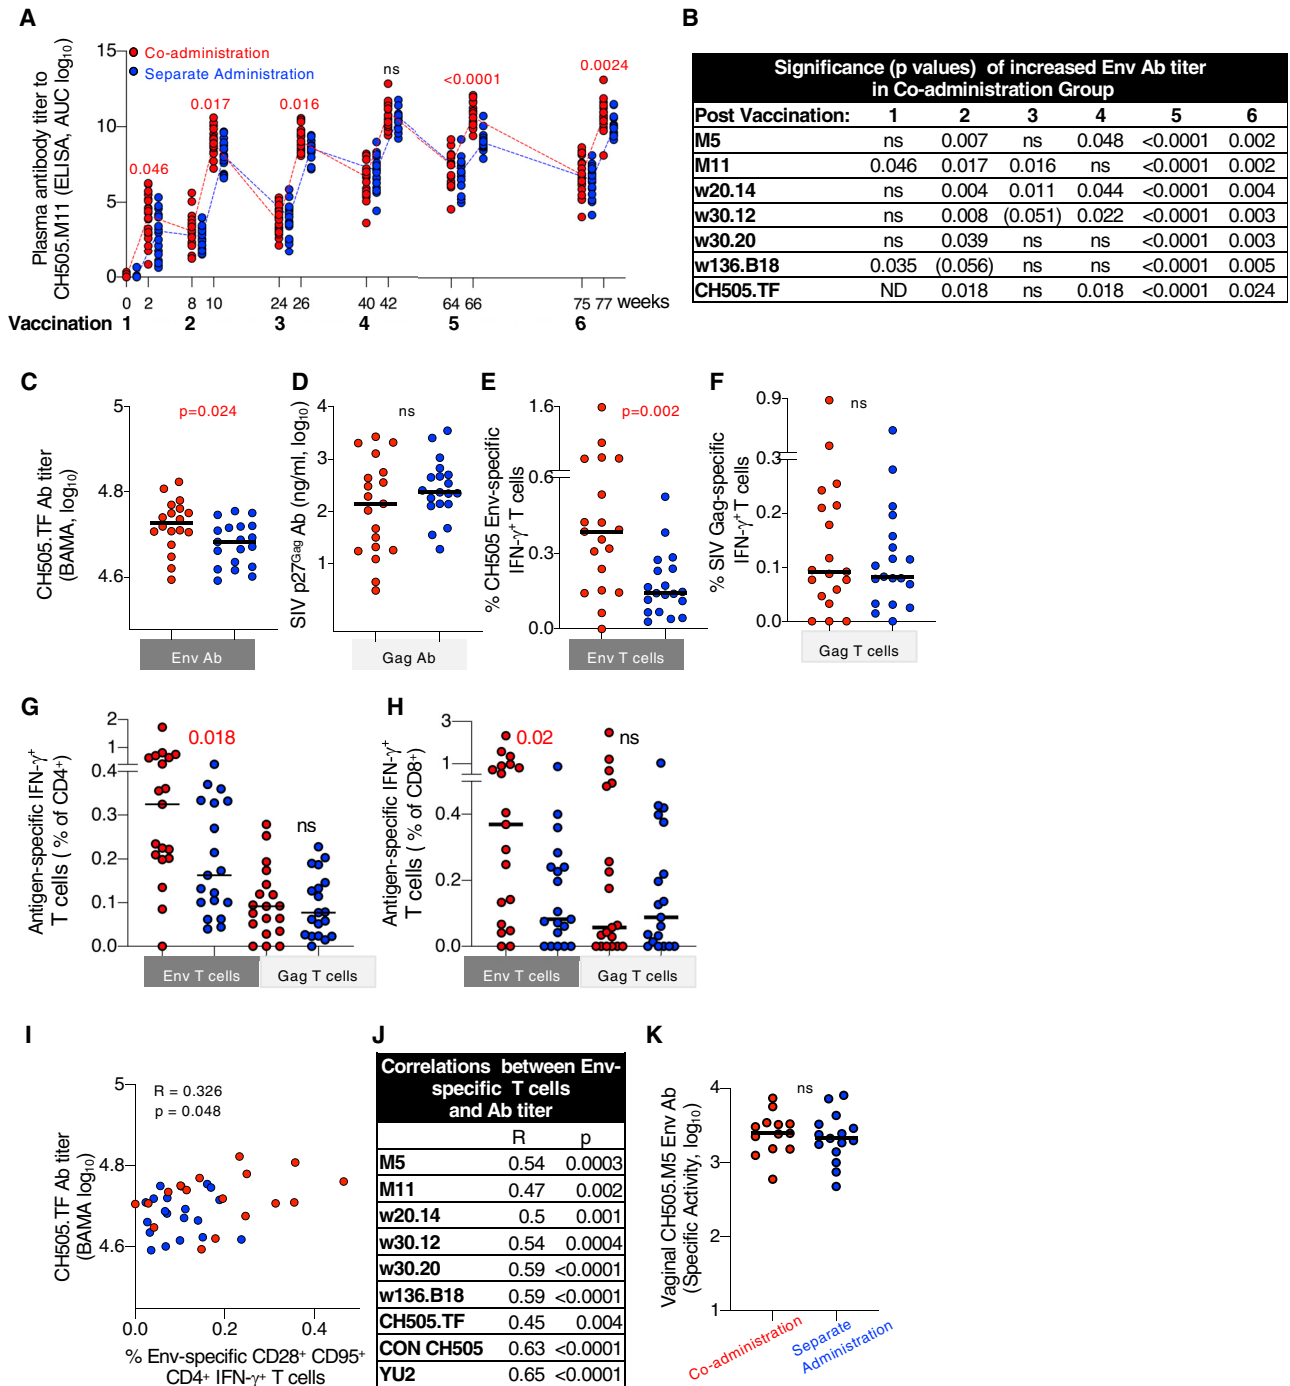 A
Plasma antibody titer to
CH505.M11 (ELISA, AUC log10)
15
10
5
0
Co-administration
Separate Administration
0.046
0.017
0.016
ns
<0.0001
0.0024
0 2 8 10 24 26 40 42 64 66 75 77 weeks
Vaccination 1 2 3 4 5 6
B
Significance (p values) of increased Env Ab titer
in Co-administration Group
Post Vaccination: 1 2 3 4 5 6
M5 ns 0.007 ns 0.048 <0.0001 0.002
M11 0.046 0.017 0.016 ns <0.0001 0.002
w20.14 ns 0.004 0.011 0.044 <0.0001 0.004
w30.12 ns 0.008 (0.051) 0.022 <0.0001 0.003
w30.20 ns 0.039 ns ns <0.0001 0.003
w136.B18 0.035 (0.056) ns ns <0.0001 0.005
CH505.TF ND 0.018 ns 0.018 <0.0001 0.024
C
CH505.TF Ab titer
(BAMA, log10)
5
4.8
4.6
p=0.024
Env Ab
D
SIV p27Gag Ab (ng/ml, log10)
4
3
2
1
ns
Gag Ab
E
% CH505 Env-specific
IFN-γ+ T cells
1.6
0.6
0.3
0.0
p=0.002
Env T cells
F
% SIV Gag-specific
IFN-γ+ T cells
0.9
0.3
0.2
0.1
0.0
ns
Gag T cells
G
Antigen-specific IFN-γ+
T cells ( % of CD4+)
2
1
0.4
0.3
0.2
0.1
0.0
0.018
ns
Env T cells
Gag T cells
H
Antigen-specific IFN-γ+
T cells ( % of CD8+)
3
1
0.4
0.2
0.0
0.02
ns
Env T cells
Gag T cells
I
CH505.TF Ab titer
(BAMA log10)
5
4.8
4.6
R = 0.326
p = 0.048
0.0 0.2 0.4
% Env-specific CD28+ CD95+
CD4+ IFN-γ+ T cells
J
Correlations between Env-
specific T cells
and Ab titer
R p
M5 0.54 0.0003
M11 0.47 0.002
w20.14 0.5 0.001
w30.12 0.54 0.0004
w30.20 0.59 <0.0001
w136.B18 0.59 <0.0001
CH505.TF 0.45 0.004
CON CH505 0.63 <0.0001
YU2 0.65 <0.0001
K
Vaginal CH505.M5 Env Ab
(Specific Activity, log10)
4
3
2
1
ns
Co-administration
Separate
Administration